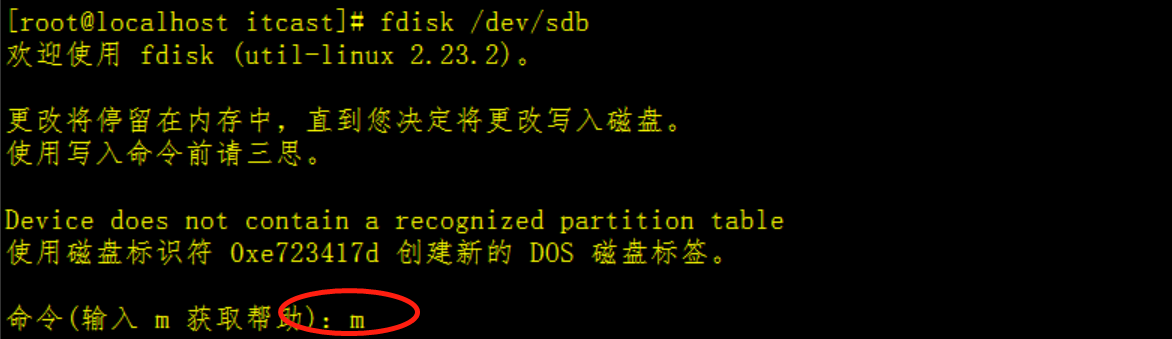 [root@localhost itcast]# fdisk /dev/sdb
欢迎使用 fdisk (util-linux 2.23.2)。
更改将停留在内存中，直到您决定将更改写入磁盘。
使用写入命令前请三思。
Device does not contain a recognized partition table
使用磁盘标识符 0xe723417d 创建新的 DOS 磁盘标签。
命令(输入 m 获取帮助)：m